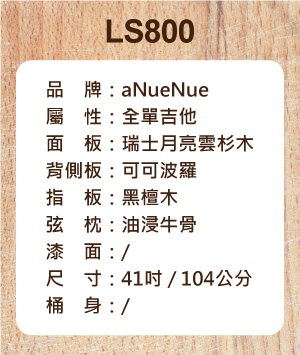 LS800
品　牌：aNueNue
屬　性：全單吉他
面　板：瑞士月亮雲杉木
背側板：可可波羅
指　板：黑檀木
弦　枕：油浸牛骨
漆　面：/
尺　寸：41吋 / 104公分
桶　身：/